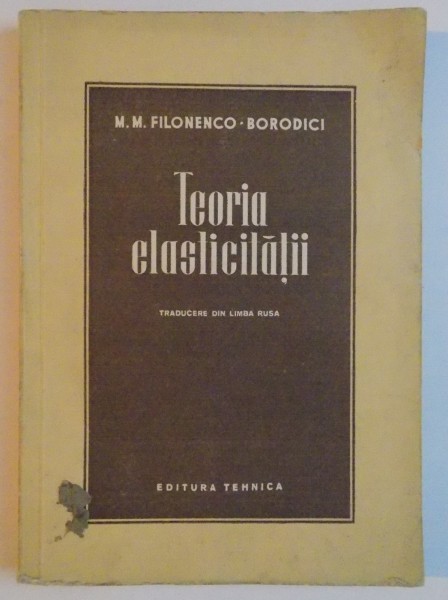 M. M. FILONENCO - BORODICI
Teoria
elasticității
TRADUCERE DIN LIMBA RUSA
EDITURA TEHNICA